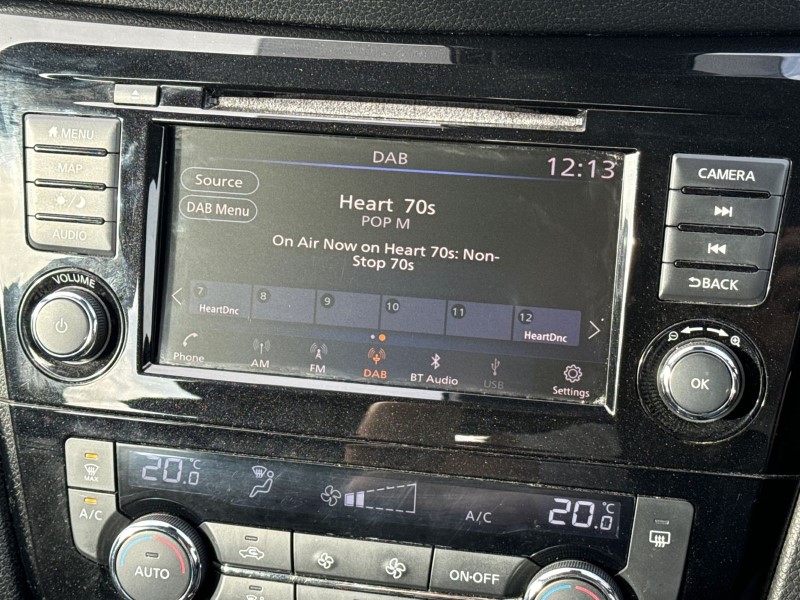 MENU
MAP
AUDIO
VOLUME
DAB
12:13
Source
DAB Menu
Heart 70s
POP M
On Air Now on Heart 70s: Non-
Stop 70s
7 HeartDnc
8
9
10
11
12 HeartDnc
Phone
AM
FM
DAB
BT Audio
USB
Settings
CAMERA
BACK
OK
MAX
A/C
20.0°C
A/C
20.0°C
AUTO
ON·OFF